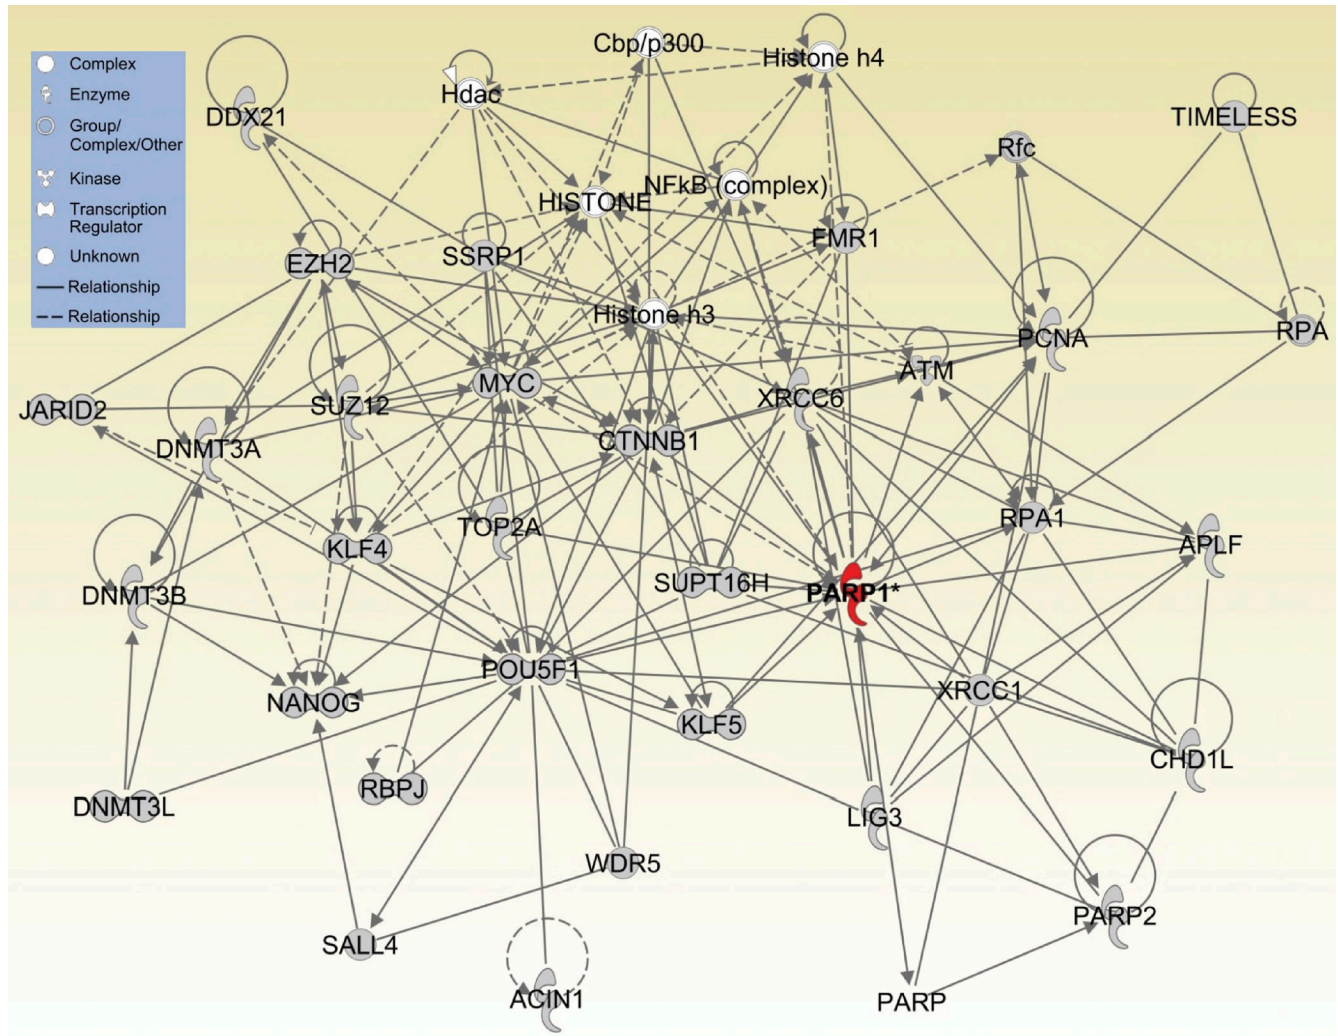 Cbp/p300
Histone h4
Complex
Enzyme
Group/
Complex/Other
Kinase
Transcription
Regulator
Unknown
Relationship
Relationship
Hdac
DDX21
TIMELESS
Rfc
NFkB (complex)
HISTONE
FMR1
SSRP1
EZH2
Histone h3
RPA
PCNA
ATM
MYC
XRCC6
SUZ12
JARID2
CTNNB1
DNMT3A
RPA1
TOP2A
APLF
KLF4
SUPT16H
PARP1*
DNMT3B
POU5F1
XRCC1
NANOG
KLF5
CHD1L
RBPJ
DNMT3L
LIG3
WDR5
PARP2
SALL4
ACIN1
PARP